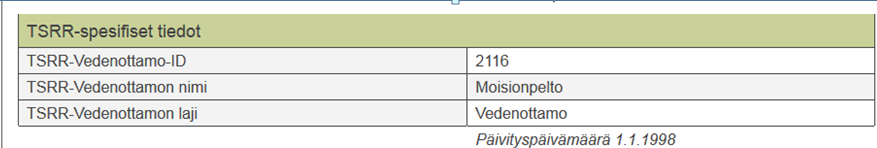 TSRR-spesifiset tiedot
TSRR-Vedenottamo-ID 2116
TSRR-Vedenottamon nimi Moisionpelto
TSRR-Vedenottamon laji Vedenottamo
Päivityspäivämäärä 1.1.1998